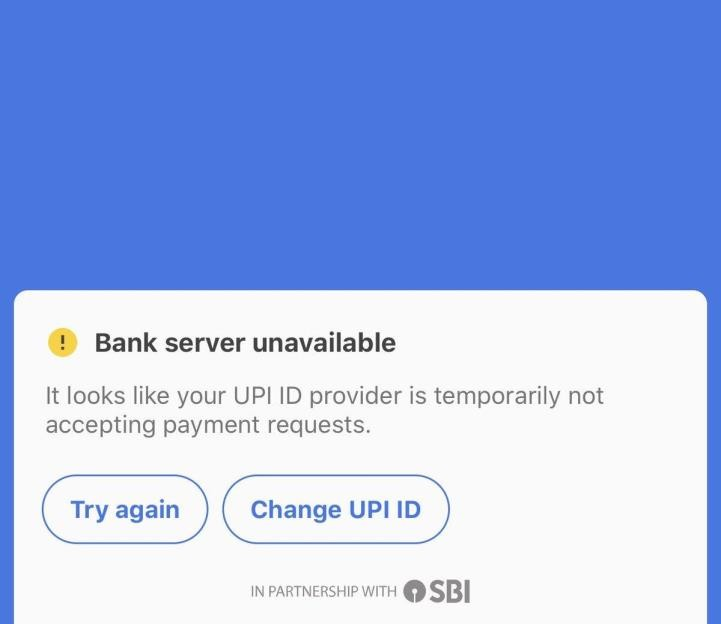 Bank server unavailable
It looks like your UPI ID provider is temporarily not
accepting payment requests.
Try again
Change UPI ID
IN PARTNERSHIP WITH SBI